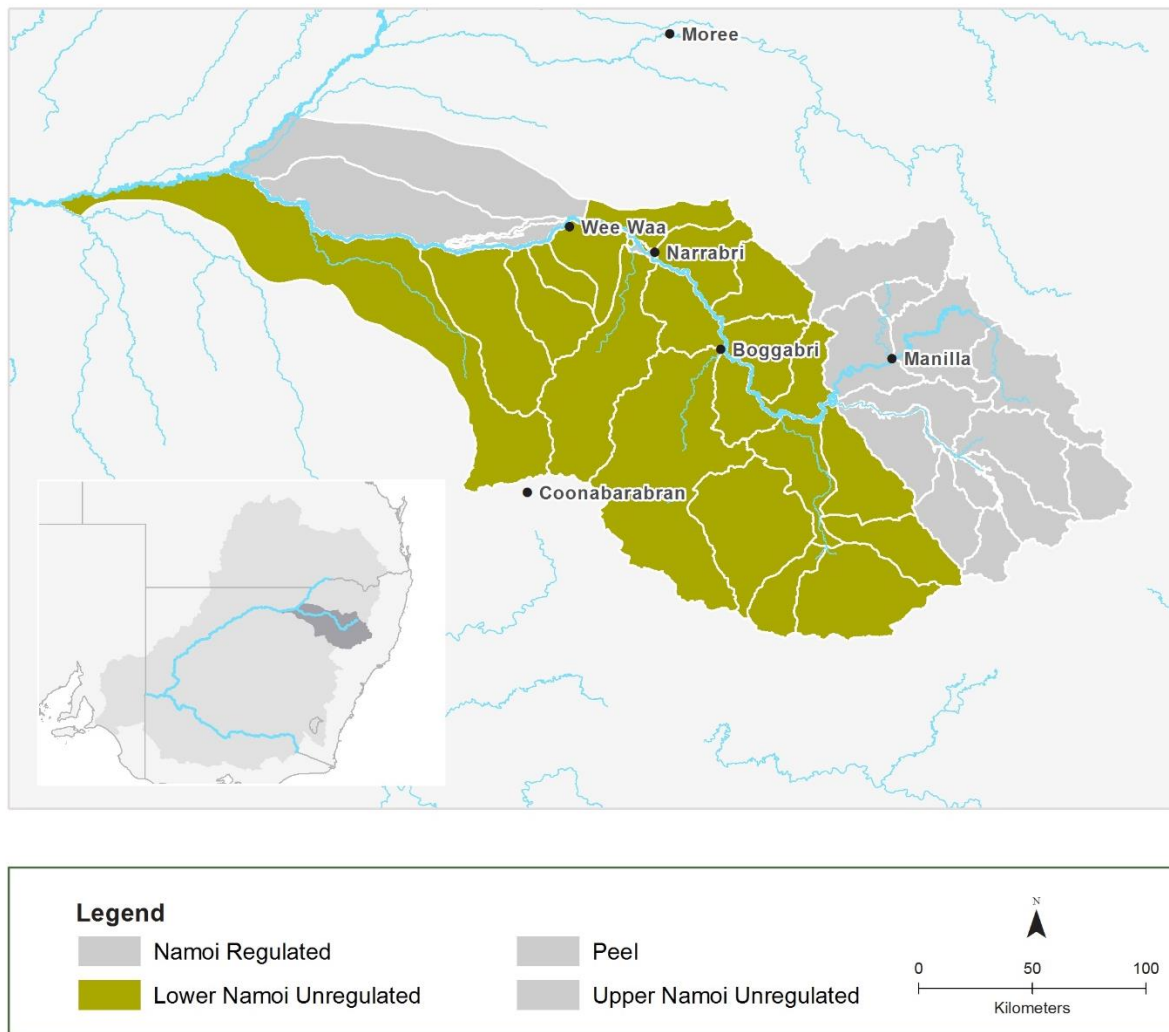 Moree
Wee Waa
Narrabri
Boggabri
Manilla
Coonabarabran
Legend
Namoi Regulated
Peel
Lower Namoi Unregulated
Upper Namoi Unregulated
N
0 50 100
Kilometers